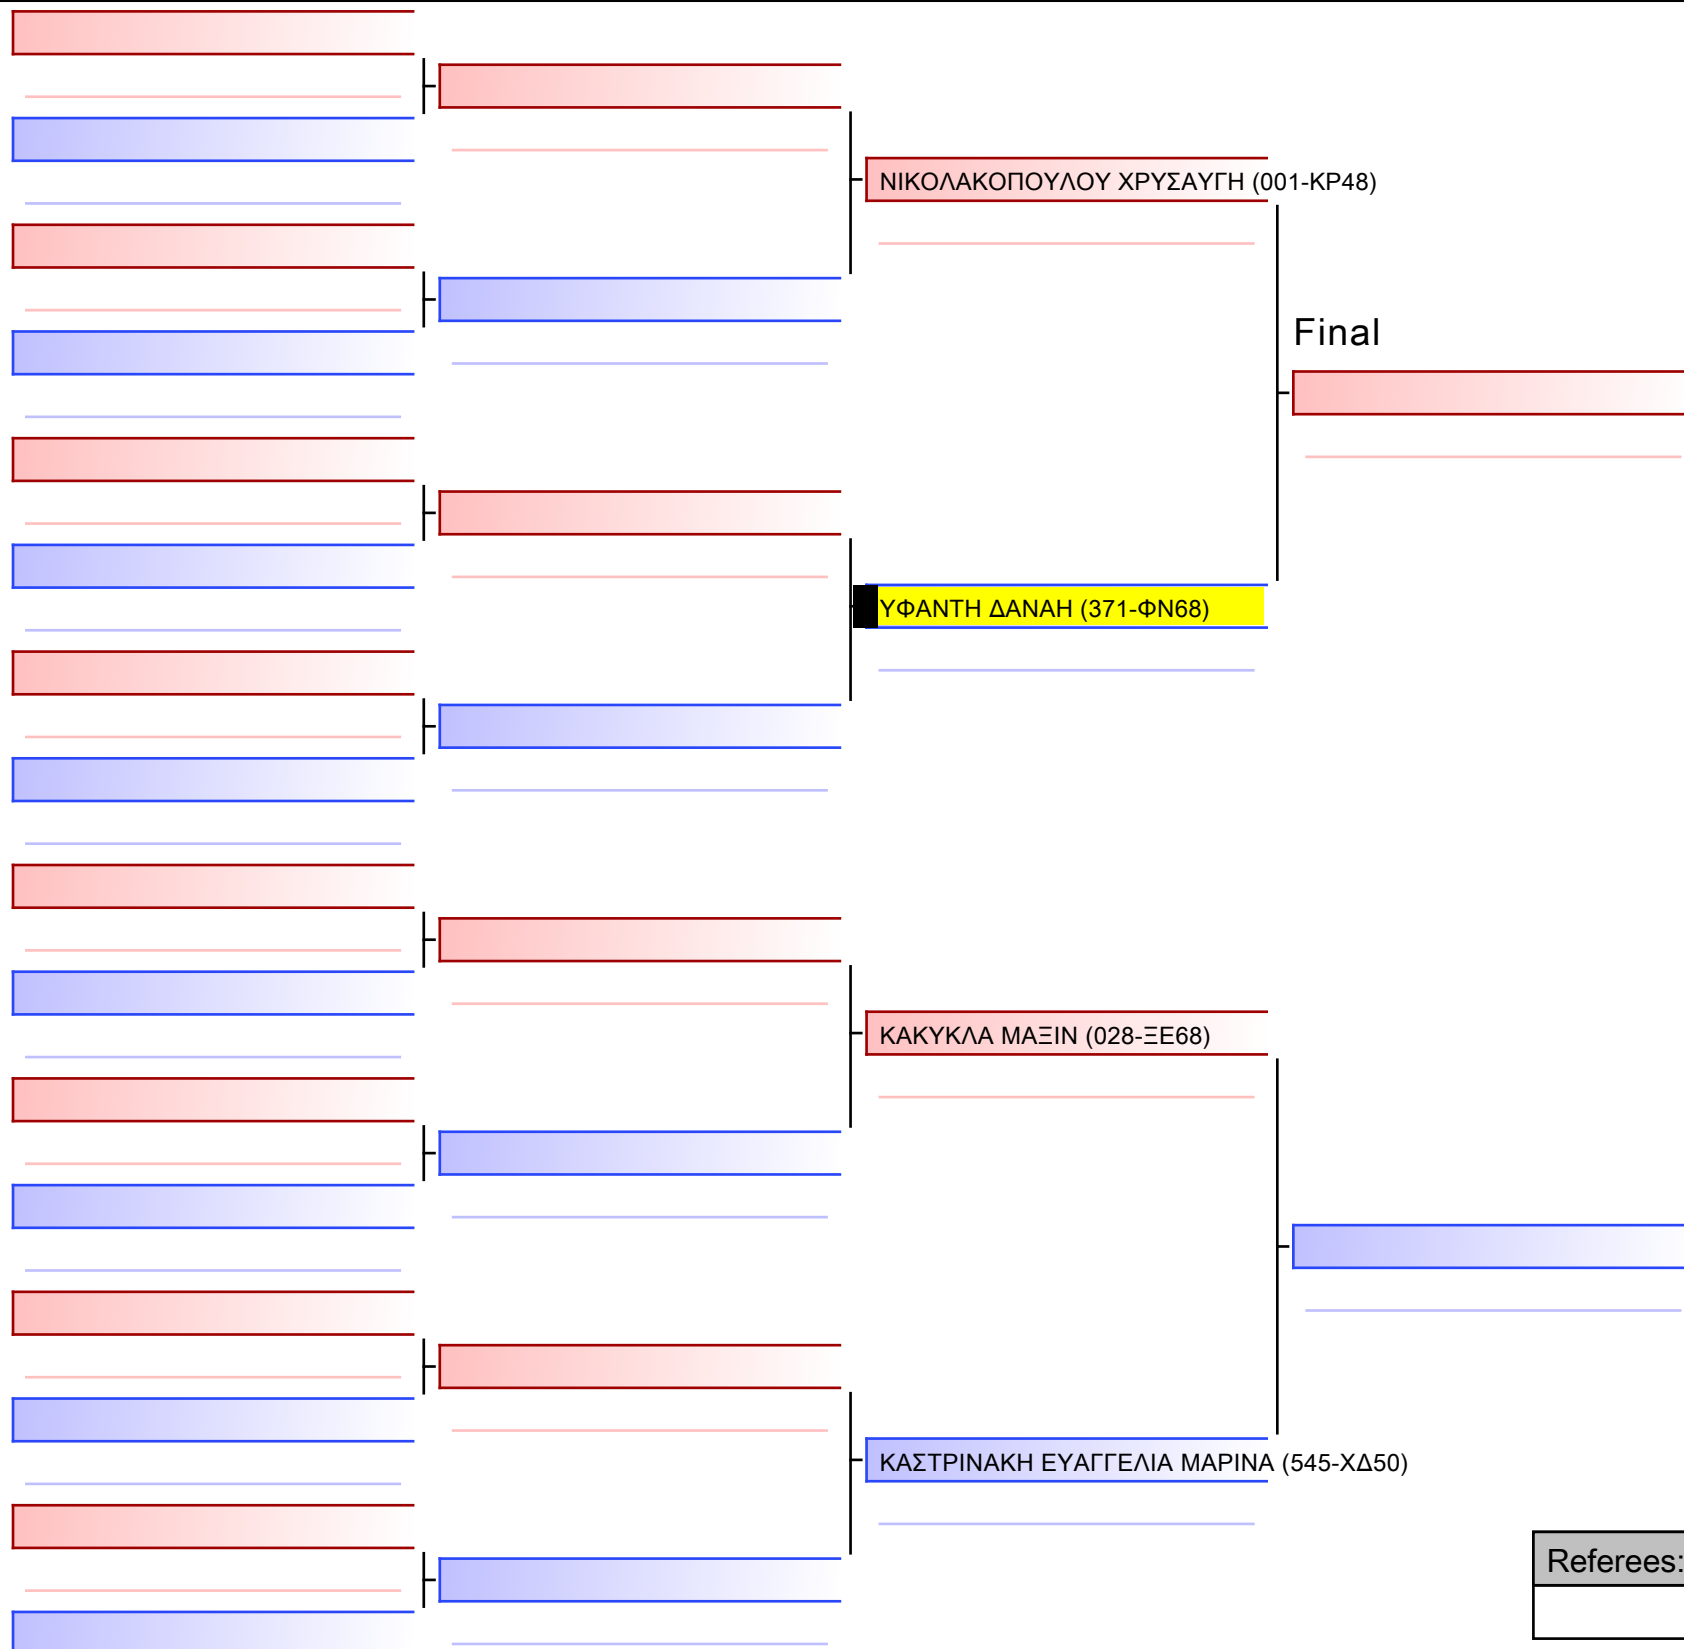 ΝΙΚΟΛΑΚΟΠΟΥΛΟΥ ΧΡΥΣΑΥΓΗ (001-ΚΡ48)
Final
ΥΦΑΝΤΗ ΔΑΝΑΗ (371-ΦΝ68)
ΚΑΚΥΚΛΑ ΜΑΞΙΝ (028-ΞΕ68)
ΚΑΣΤΡΙΝΑΚΗ ΕΥΑΓΓΕΛΙΑ ΜΑΡΙΝΑ (545-ΧΔ50)
Referees: